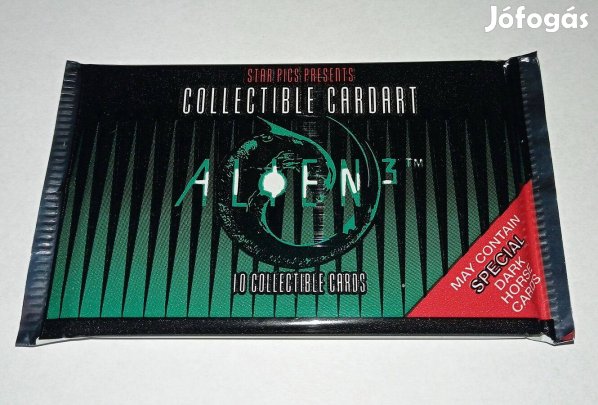 Jófogás
STAR PICS PRESENTS
COLLECTIBLE CARDART
ALIEN³™
10 COLLECTIBLE CARDS
MAY CONTAIN
SPECIAL
DARK
HORSE
CARDS